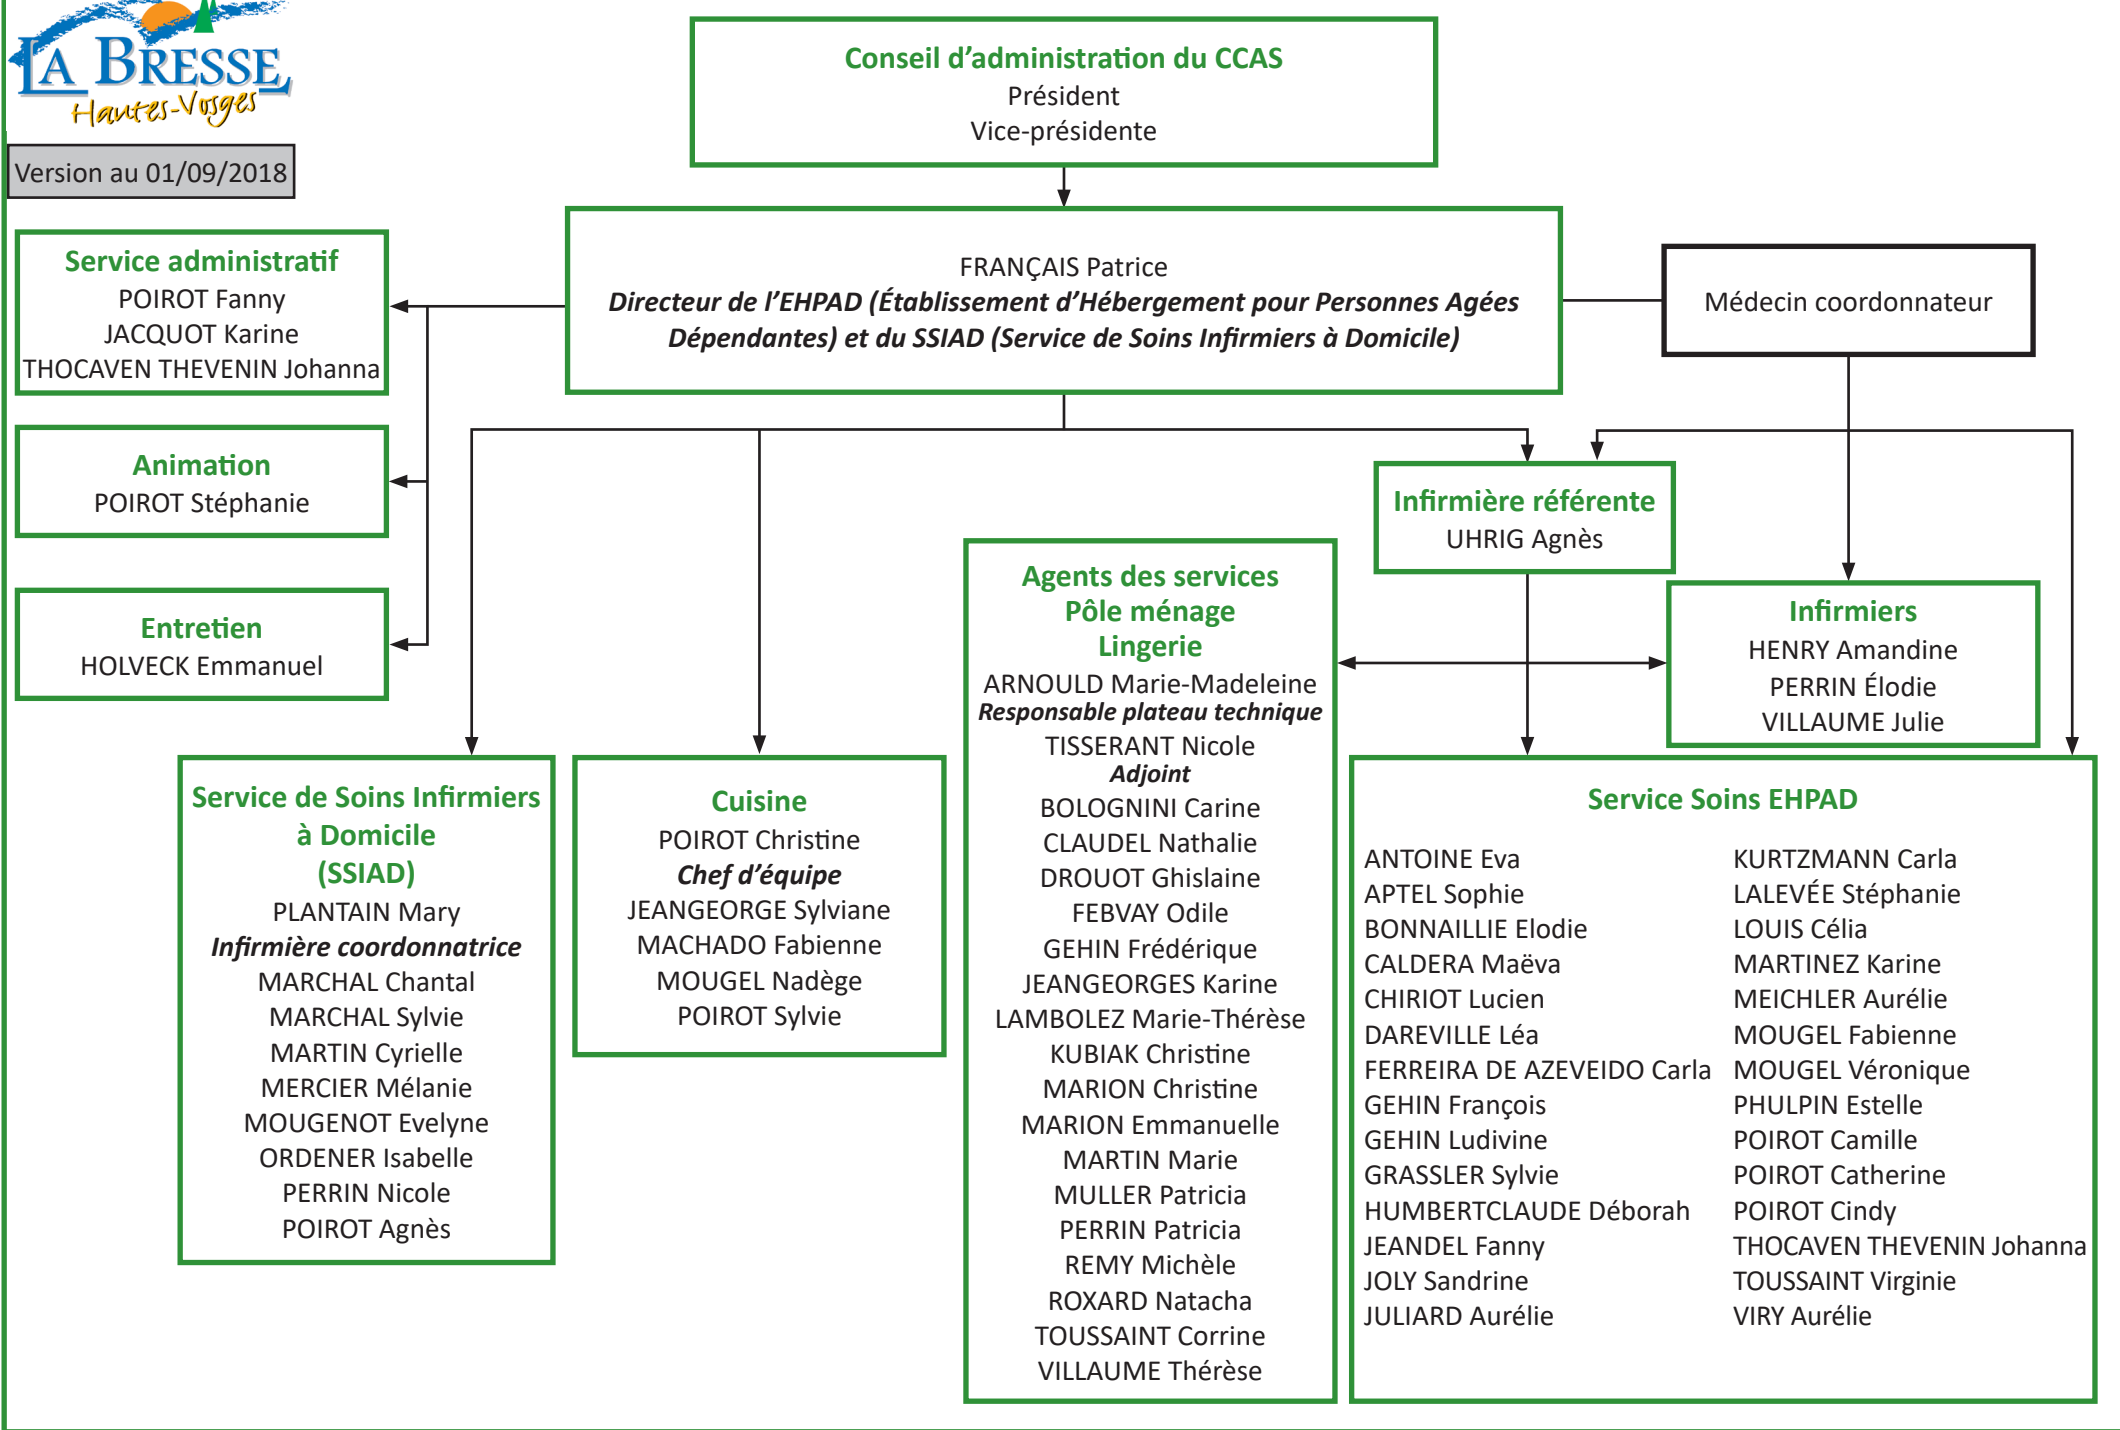 LA BRESSE
Hautes-Vosges
Version au 01/09/2018
Conseil d'administration du CCAS
Président
Vice-présidente
FRANÇAIS Patrice
Directeur de l'EHPAD (Établissement d'Hébergement pour Personnes Agées
Dépendantes) et du SSIAD (Service de Soins Infirmiers à Domicile)
Médecin coordonnateur
Service administratif
POIROT Fanny
JACQUOT Karine
THOCAVEN THEVENIN Johanna
Animation
POIROT Stéphanie
Entretien
HOLVECK Emmanuel
Infirmière référente
UHRIG Agnès
Infirmiers
HENRY Amandine
PERRIN Élodie
VILLAUME Julie
Service de Soins Infirmiers
à Domicile
(SSIAD)
PLANTAIN Mary
Infirmière coordonnatrice
MARCHAL Chantal
MARCHAL Sylvie
MARTIN Cyrielle
MERCIER Mélanie
MOUGENOT Evelyne
ORDENER Isabelle
PERRIN Nicole
POIROT Agnès
Cuisine
POIROT Christine
Chef d'équipe
JEANGEORGE Sylviane
MACHADO Fabienne
MOUGEL Nadège
POIROT Sylvie
Agents des services
Pôle ménage
Lingerie
ARNOULD Marie-Madeleine
Responsable plateau technique
TISSERANT Nicole
Adjoint
BOLOGNINI Carine
CLAUDEL Nathalie
DROUOT Ghislaine
FEBVAY Odile
GEHIN Frédérique
JEANGEORGES Karine
LAMBOLEZ Marie-Thérèse
KUBIAK Christine
MARION Christine
MARION Emmanuelle
MARTIN Marie
MULLER Patricia
PERRIN Patricia
REMY Michèle
ROXARD Natacha
TOUSSAINT Corrine
VILLAUME Thérèse
Service Soins EHPAD
ANTOINE Eva
APTEL Sophie
BONNAILLIE Elodie
CALDERA Maëva
CHIRIOT Lucien
DAREVILLE Léa
FERREIRA DE AZEVEIDO Carla
GEHIN François
GEHIN Ludivine
GRASSLER Sylvie
HUMBERTCLAUDE Déborah
JEANDEL Fanny
JOLY Sandrine
JULIARD Aurélie
KURTZMANN Carla
LALEVÉE Stéphanie
LOUIS Célia
MARTINEZ Karine
MEICHLER Aurélie
MOUGEL Fabienne
MOUGEL Véronique
PHULPIN Estelle
POIROT Camille
POIROT Catherine
POIROT Cindy
THOCAVEN THEVENIN Johanna
TOUSSAINT Virginie
VIRY Aurélie